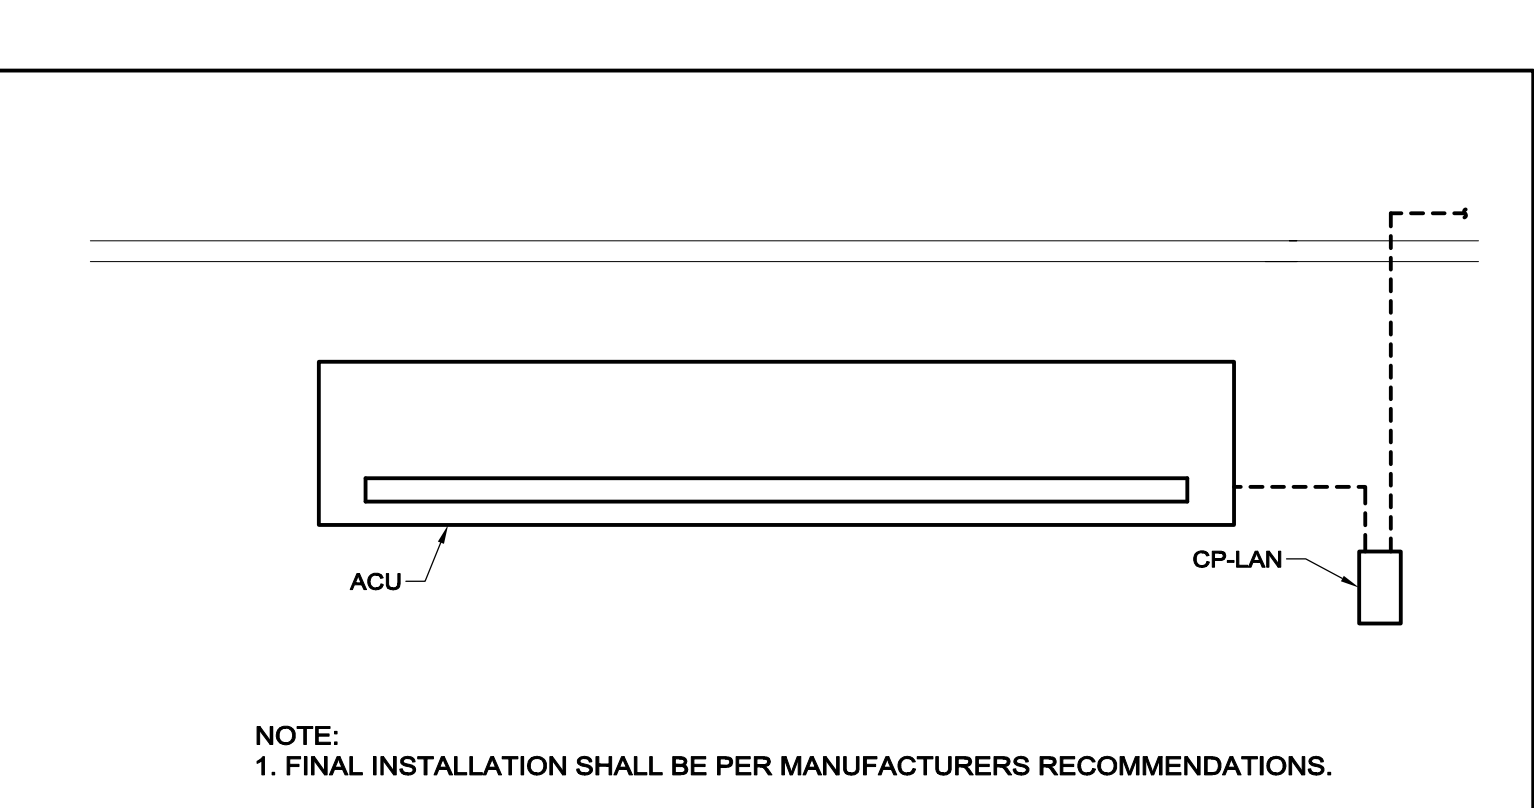 ACU
CP-LAN
NOTE:
1. FINAL INSTALLATION SHALL BE PER MANUFACTURERS RECOMMENDATIONS.